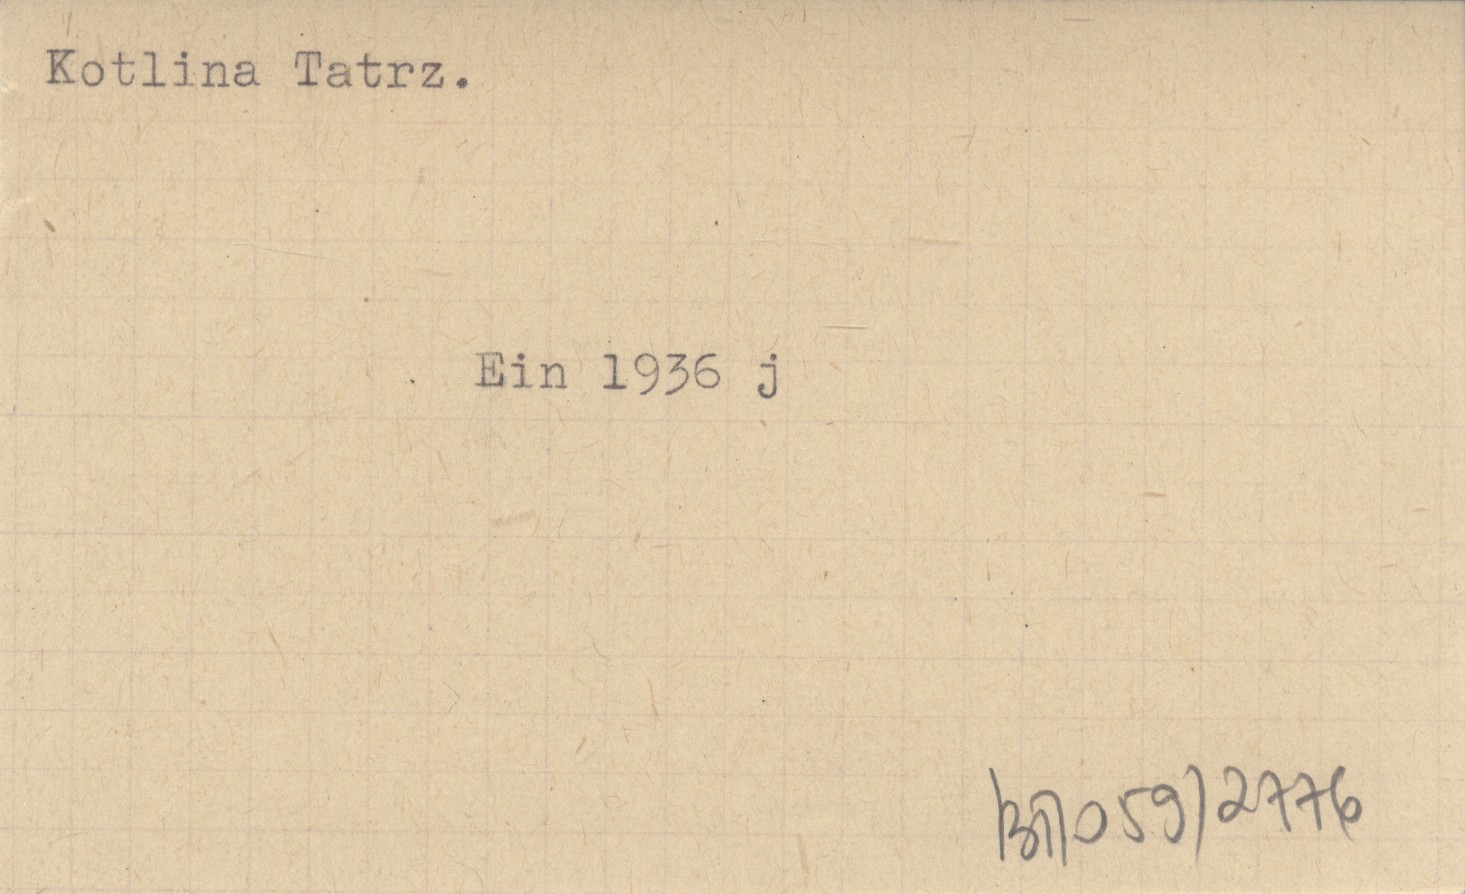 Kotlina Tatrz.
Ein 1936 j
059/2776